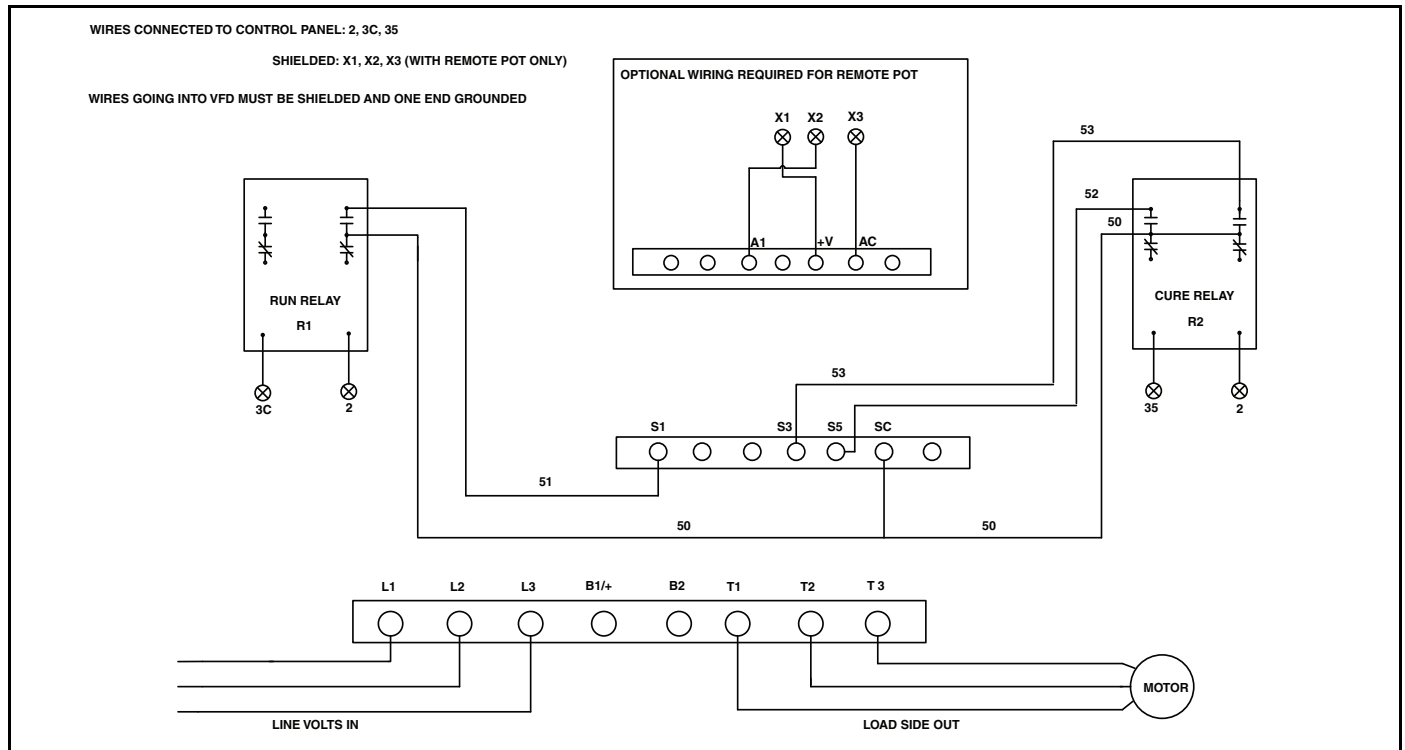 WIRES CONNECTED TO CONTROL PANEL: 2, 3C, 35
SHIELDED: X1, X2, X3 (WITH REMOTE POT ONLY)
WIRES GOING INTO VFD MUST BE SHIELDED AND ONE END GROUNDED
OPTIONAL WIRING REQUIRED FOR REMOTE POT
X1 X2 X3
A1 +V AC
53
52
50
RUN RELAY
R1
3C 2
CURE RELAY
R2
35 2
53
S1 S3 S5 SC
51
50 50
L1 L2 L3 B1/+ B2 T1 T2 T 3
MOTOR
LINE VOLTS IN LOAD SIDE OUT